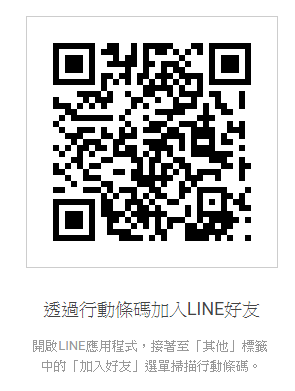 透過行動條碼加入LINE好友
開啟LINE應用程式，接著至「其他」標籤
中的「加入好友」選單掃描行動條碼。